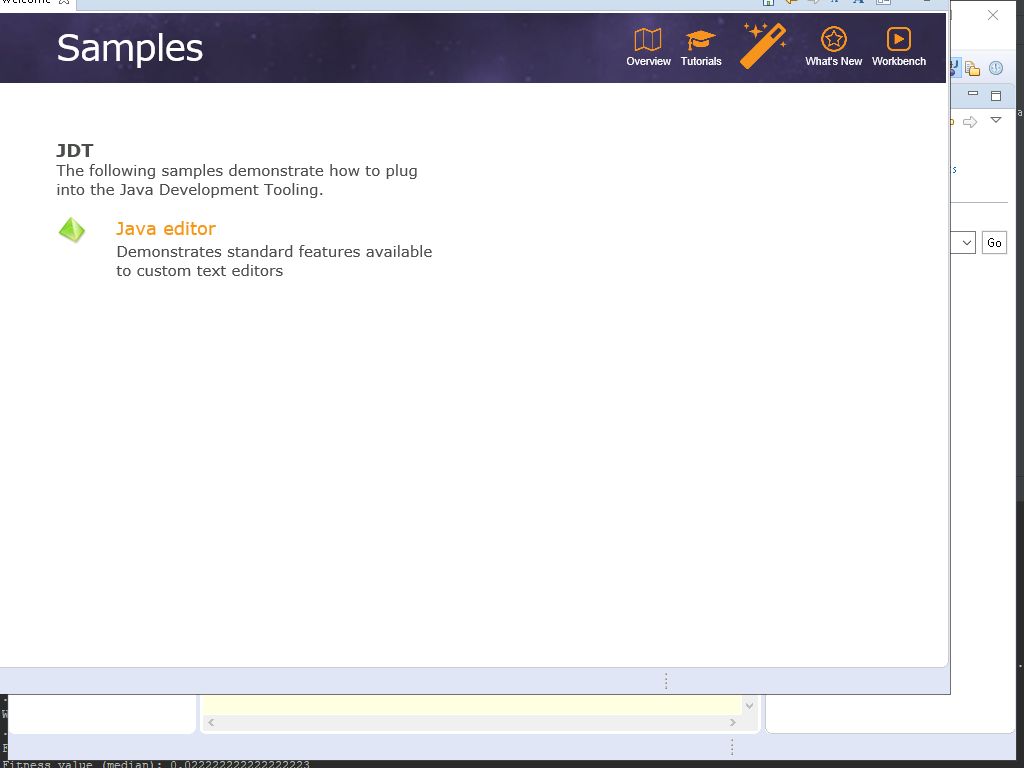 Welcome
Samples
Overview
Tutorials
What's New
Workbench
JDT
The following samples demonstrate how to plug
into the Java Development Tooling.
Java editor
Demonstrates standard features available
to custom text editors
Go
Fitness value (median): 0.022222222222222223